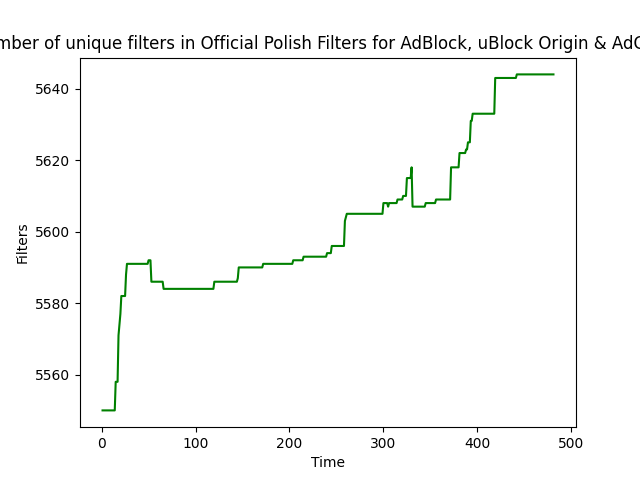 mber of unique filters in Official Polish Filters for AdBlock, uBlock Origin & AdG
5640
5620
5600
5580
5560
Filters
0 100 200 300 400 500
Time